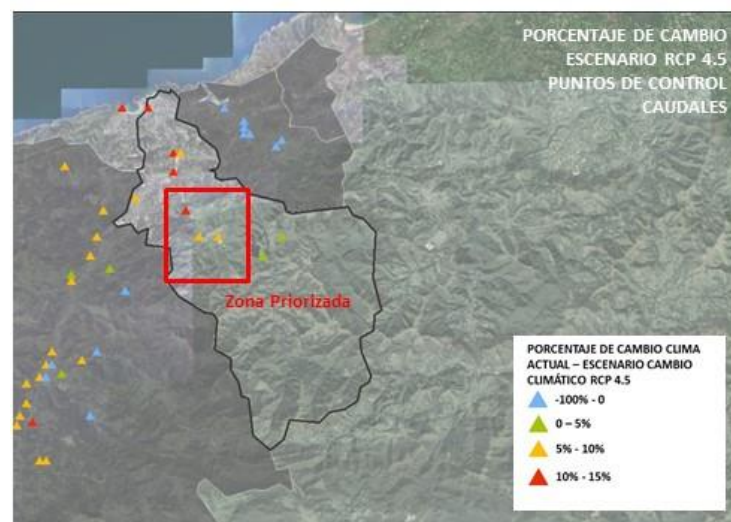 PORCENTAJE DE CAMBIO
ESCENARIO RCP 4.5
PUNTOS DE CONTROL
CAUDALES
Zona Priorizada
PORCENTAJE DE CAMBIO CLIMA
ACTUAL – ESCENARIO CAMBIO
CLIMÁTICO RCP 4.5
-100% - 0
0 – 5%
5% - 10%
10% - 15%